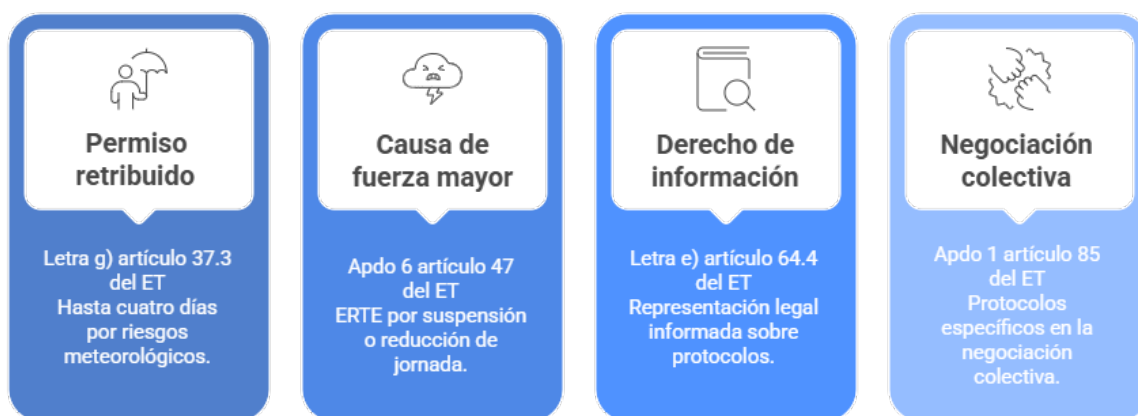 Permiso
retribuido
Letra g) artículo 37.3
del ET
Hasta cuatro días
por riesgos
meteorológicos.
Causa de
fuerza mayor
Apdo 6 artículo 47
del ET
ERTE por suspensión
o reducción de
jornada.
Derecho de
información
Letra e) artículo 64.4
del ET
Representación legal
informada sobre
protocolos.
Negociación
colectiva
Apdo 1 artículo 85
del ET
Protocolos
específicos en la
negociación
colectiva.